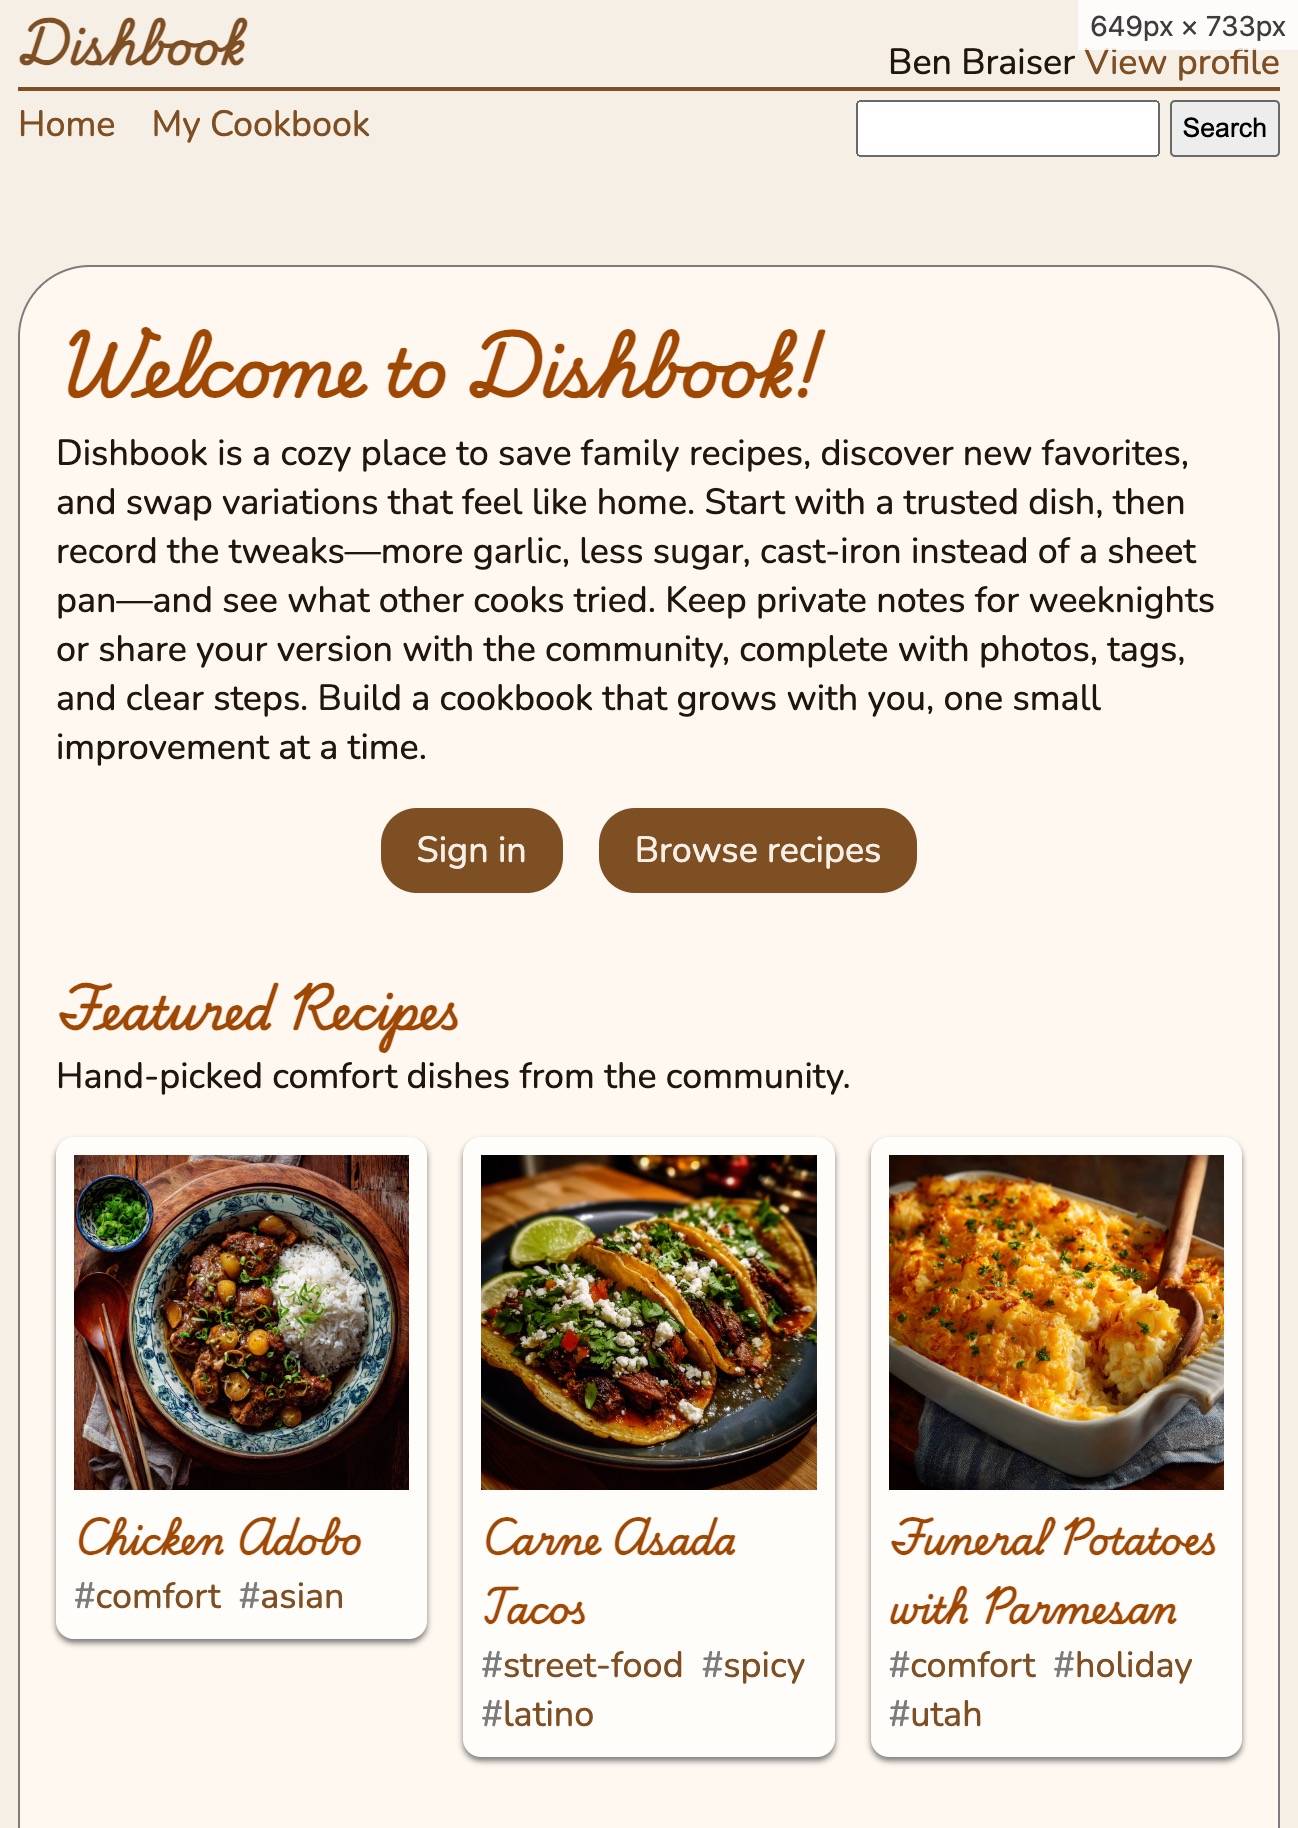 Dishbook
649px × 733px
Ben Braiser View profile
Home My Cookbook
Search
Welcome to Dishbook!
Dishbook is a cozy place to save family recipes, discover new favorites,
and swap variations that feel like home. Start with a trusted dish, then
record the tweaks—more garlic, less sugar, cast-iron instead of a sheet
pan—and see what other cooks tried. Keep private notes for weeknights
or share your version with the community, complete with photos, tags,
and clear steps. Build a cookbook that grows with you, one small
improvement at a time.
Sign in Browse recipes
Featured Recipes
Hand-picked comfort dishes from the community.
Chicken Adobo
#comfort #asian
Carne Asada
Tacos
#street-food #spicy
#latino
Funeral Potatoes
with Parmesan
#comfort #holiday
#utah